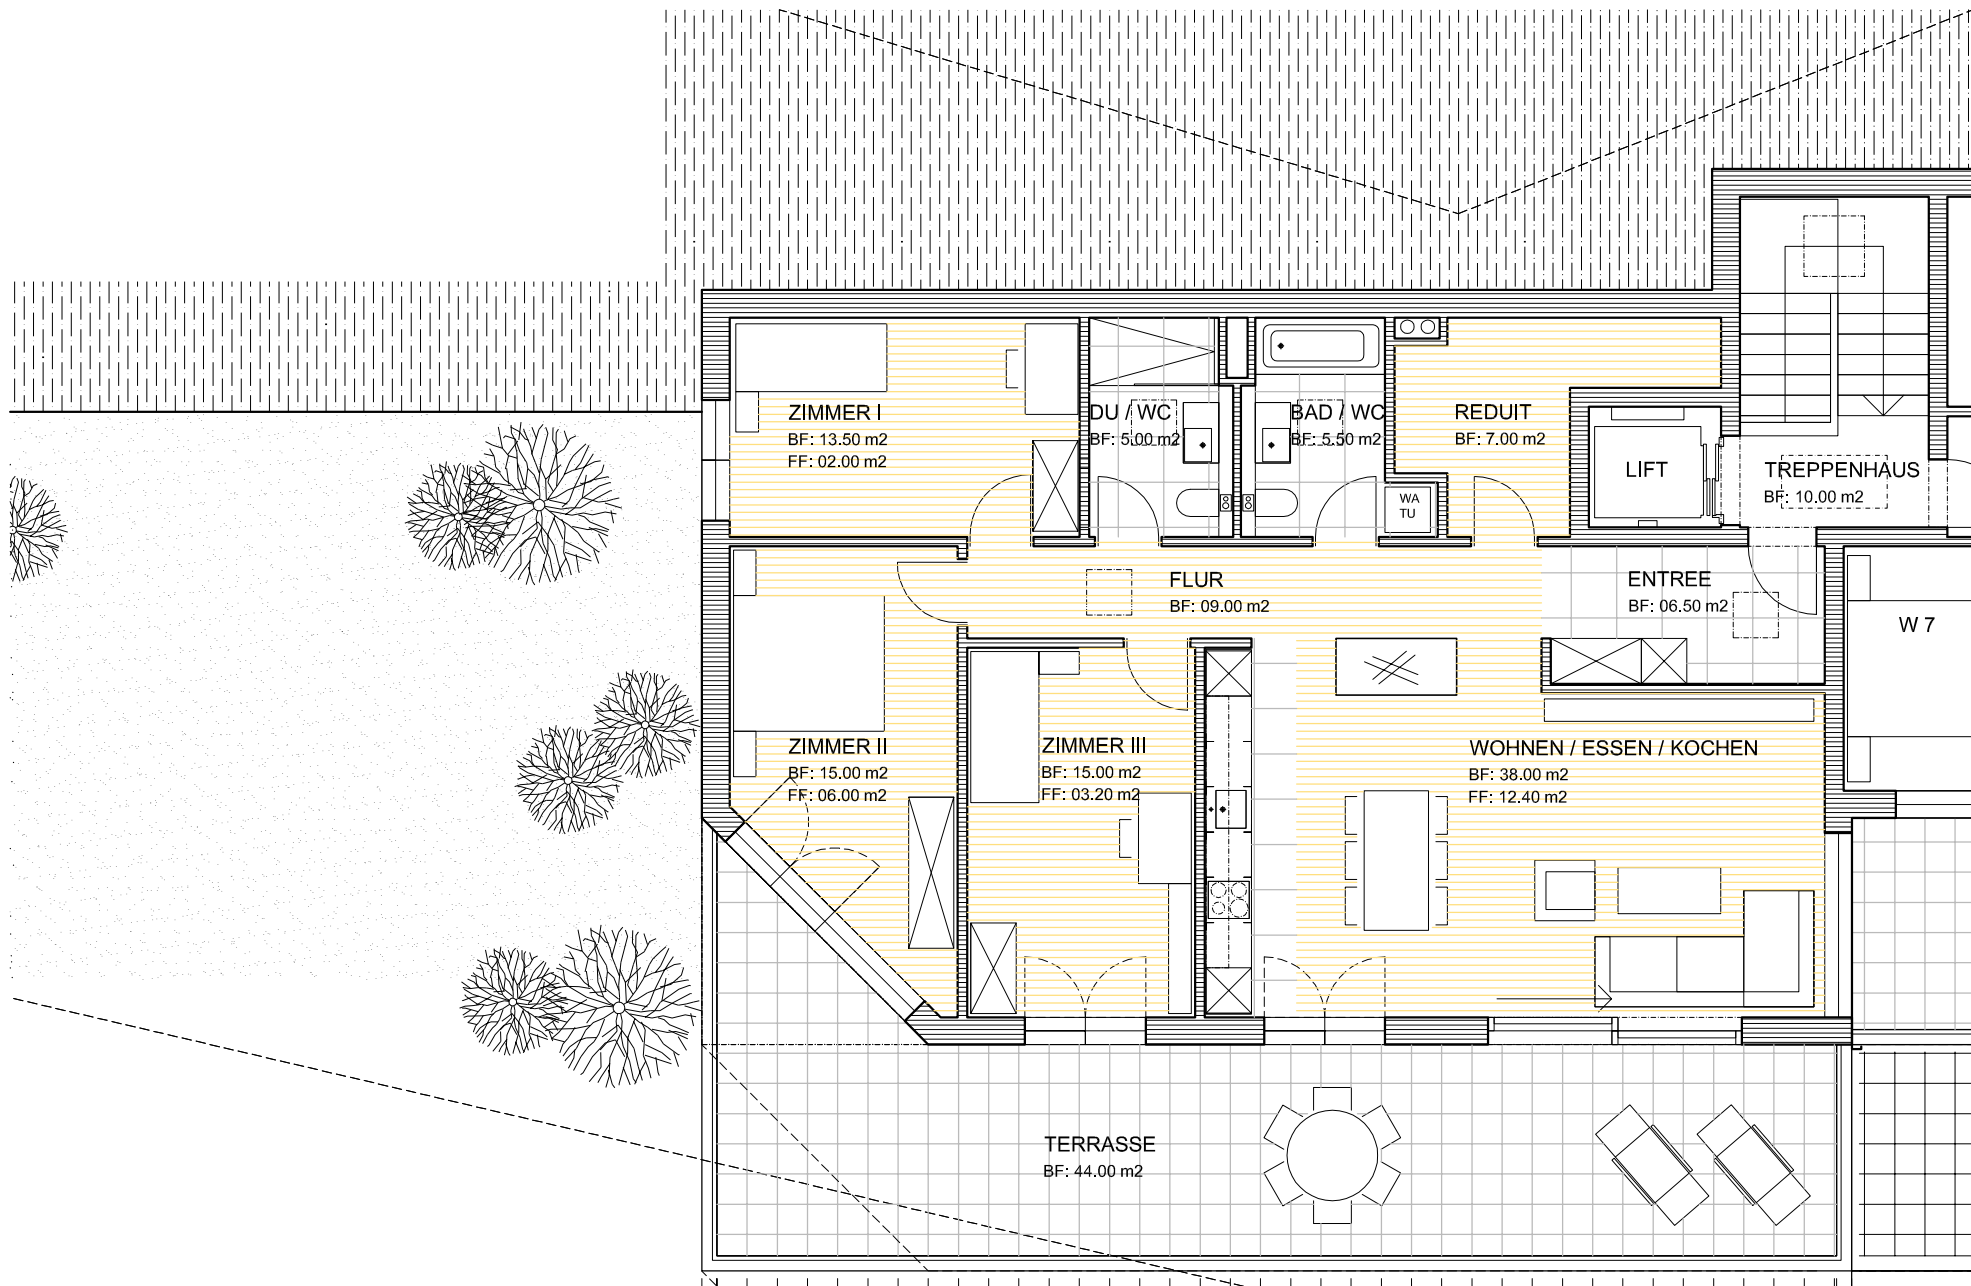 ZIMMER I
BF: 13.50 m2
FF: 02.00 m2
DU / WC
BF: 5.00 m2
BAD / WC
BF: 5.50 m2
REDUIT
BF: 7.00 m2
LIFT
TREPPENHAUS
BF: 10.00 m2
WA
TU
FLUR
BF: 09.00 m2
ENTREE
BF: 06.50 m2
W 7
ZIMMER II
BF: 15.00 m2
FF: 06.00 m2
ZIMMER III
BF: 15.00 m2
FF: 03.20 m2
WOHNEN / ESSEN / KOCHEN
BF: 38.00 m2
FF: 12.40 m2
TERRASSE
BF: 44.00 m2